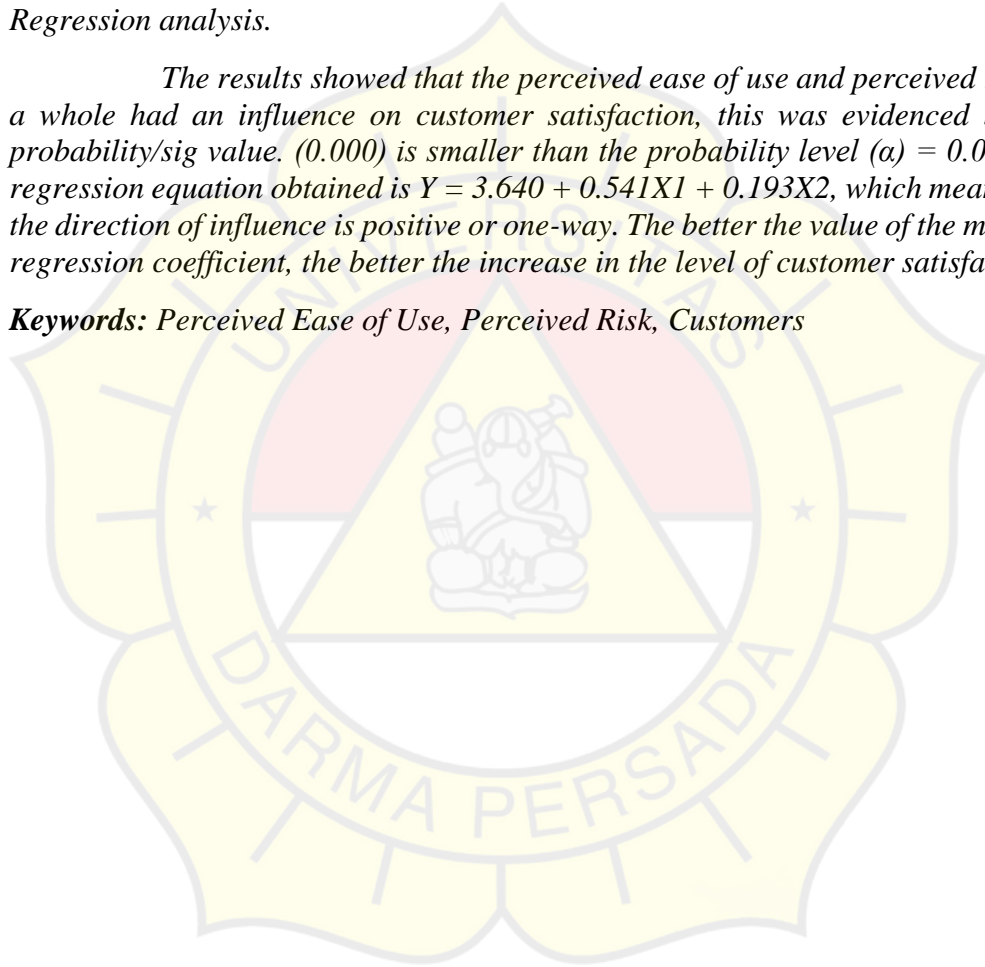 Regression analysis.
The results showed that the perceived ease of use and perceived
a whole had an influence on customer satisfaction, this was evidenced
probability/sig value. (0.000) is smaller than the probability level (α) = 0.0
regression equation obtained is Y = 3.640 + 0.541X1 + 0.193X2, which mean
the direction of influence is positive or one-way. The better the value of the m
regression coefficient, the better the increase in the level of customer satisfa
Keywords: Perceived Ease of Use, Perceived Risk, Customers
UNIVERSITAS
DARMA PERSADA